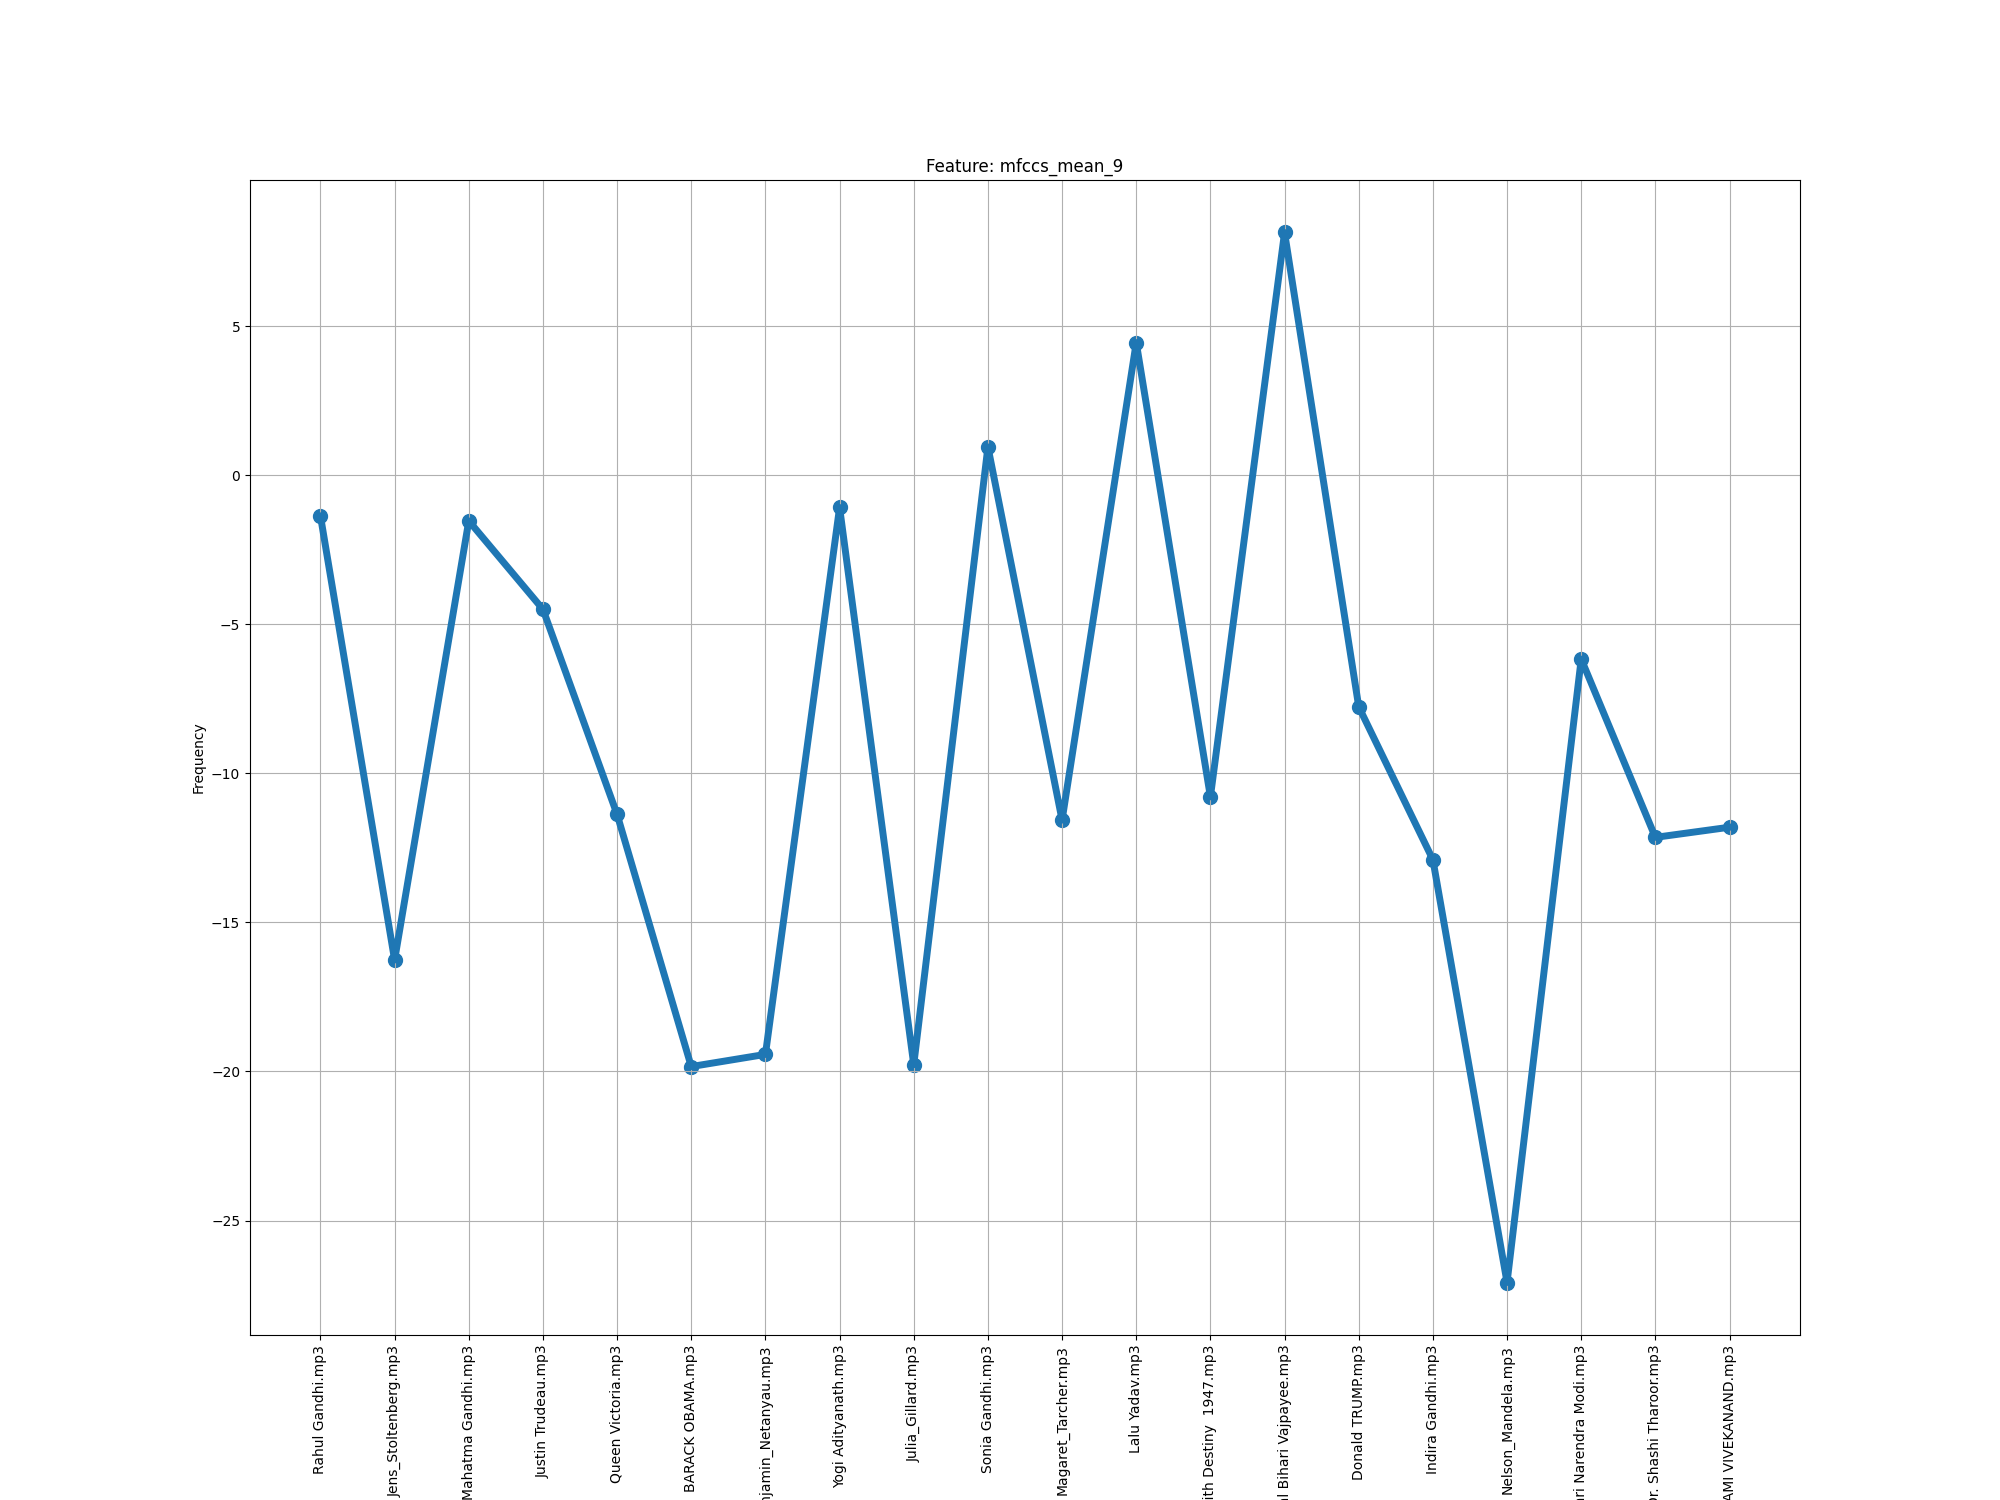 Feature: mfccs_mean_9
Frequency
5
0
−5
−10
−15
−20
−25
Rahul Gandhi.mp3
Jens_Stoltenberg.mp3
Mahatma Gandhi.mp3
Justin Trudeau.mp3
Queen Victoria.mp3
BARACK OBAMA.mp3
njamin_Netanyau.mp3
Yogi Adityanath.mp3
Julia_Gillard.mp3
Sonia Gandhi.mp3
Magaret_Tarcher.mp3
Lalu Yadav.mp3
ith Destiny  1947.mp3
al Bihari Vajpayee.mp3
Donald TRUMP.mp3
Indira Gandhi.mp3
Nelson_Mandela.mp3
ri Narendra Modi.mp3
Dr. Shashi Tharoor.mp3
AMI VIVEKANAND.mp3